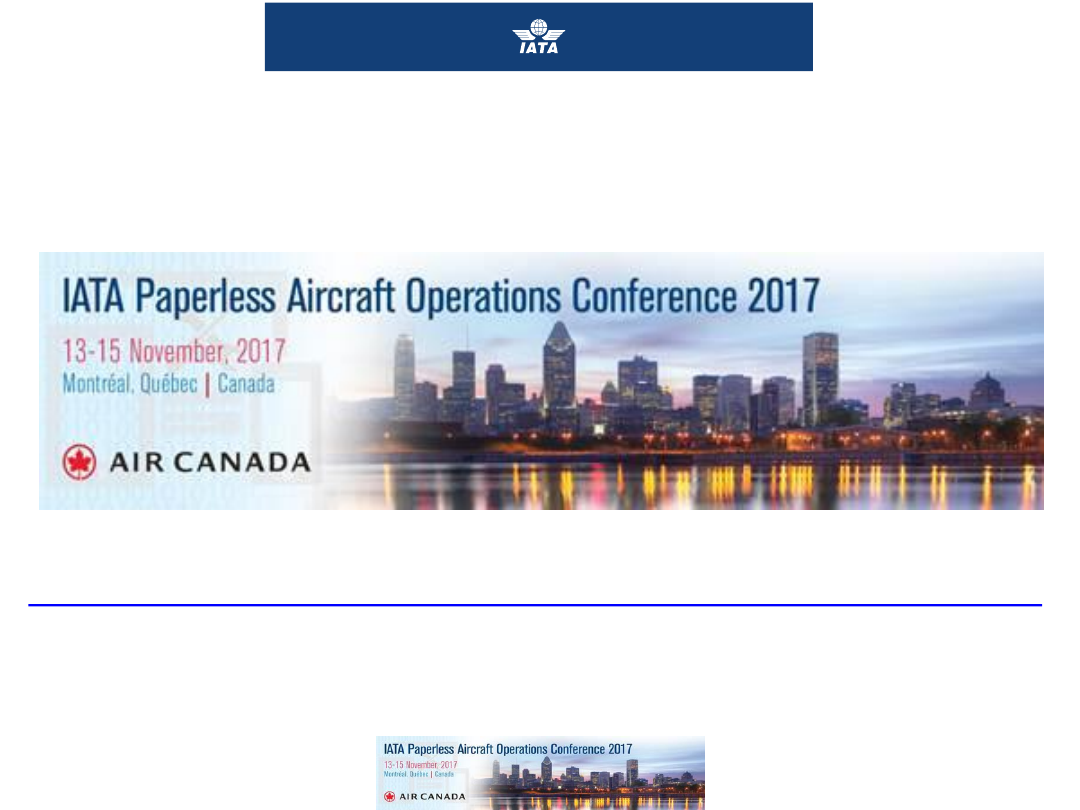 IATA
IATA Paperless Aircraft Operations Conference 2017
13-15 November, 2017
Montréal, Québec | Canada
AIR CANADA
IATA Paperless Aircraft Operations Conference 2017
13-15 November, 2017
Montréal, Québec | Canada
AIR CANADA